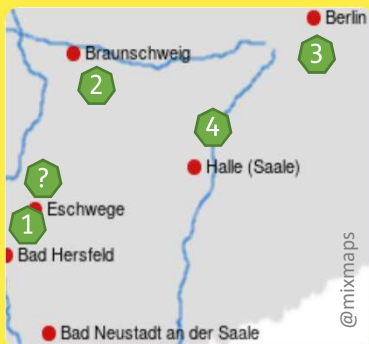 Berlin
Braunschweig
3
2
4
Halle (Saale)
?
Eschwege
1
Bad Hersfeld
Bad Neustadt an der Saale
@mixmaps